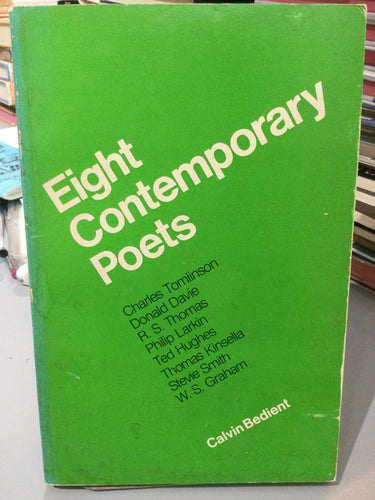 Eight
Contemporary
Poets
Charles Tomlinson
Donald Davie
R. S. Thomas
Philip Larkin
Ted Hughes
Thomas Kinsella
Stevie Smith
W. S. Graham
Calvin Bedient